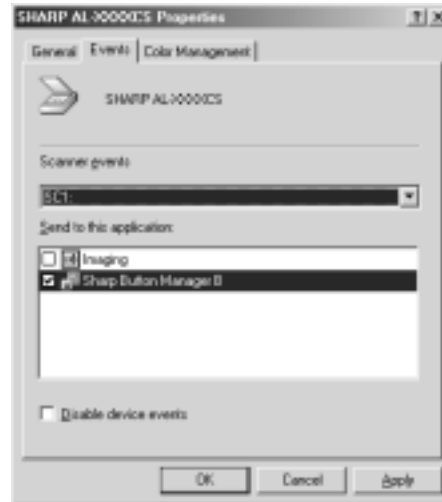 SHARP AL-XXXXCS Properties
General Events Color Management
SHARP AL-XXXXCS
Scanner events
SC1:
Send to this application:
Imaging
Sharp Button Manager B
Disable device events
OK Cancel Apply